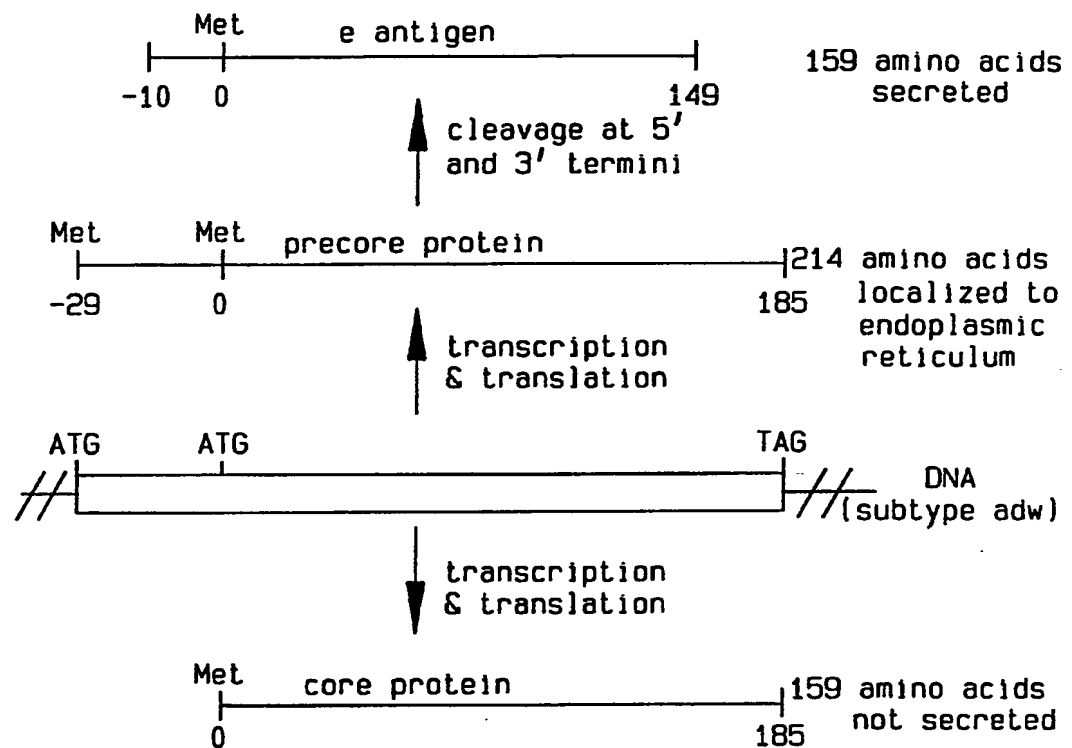 Met
e antigen
-10
0
149
159 amino acids
secreted
cleavage at 5'
and 3' termini
Met
Met
precore protein
-29
0
185
214 amino acids
localized to
endoplasmic
reticulum
transcription
& translation
ATG
ATG
TAG
DNA
(subtype adw)
transcription
& translation
Met
core protein
0
185
159 amino acids
not secreted